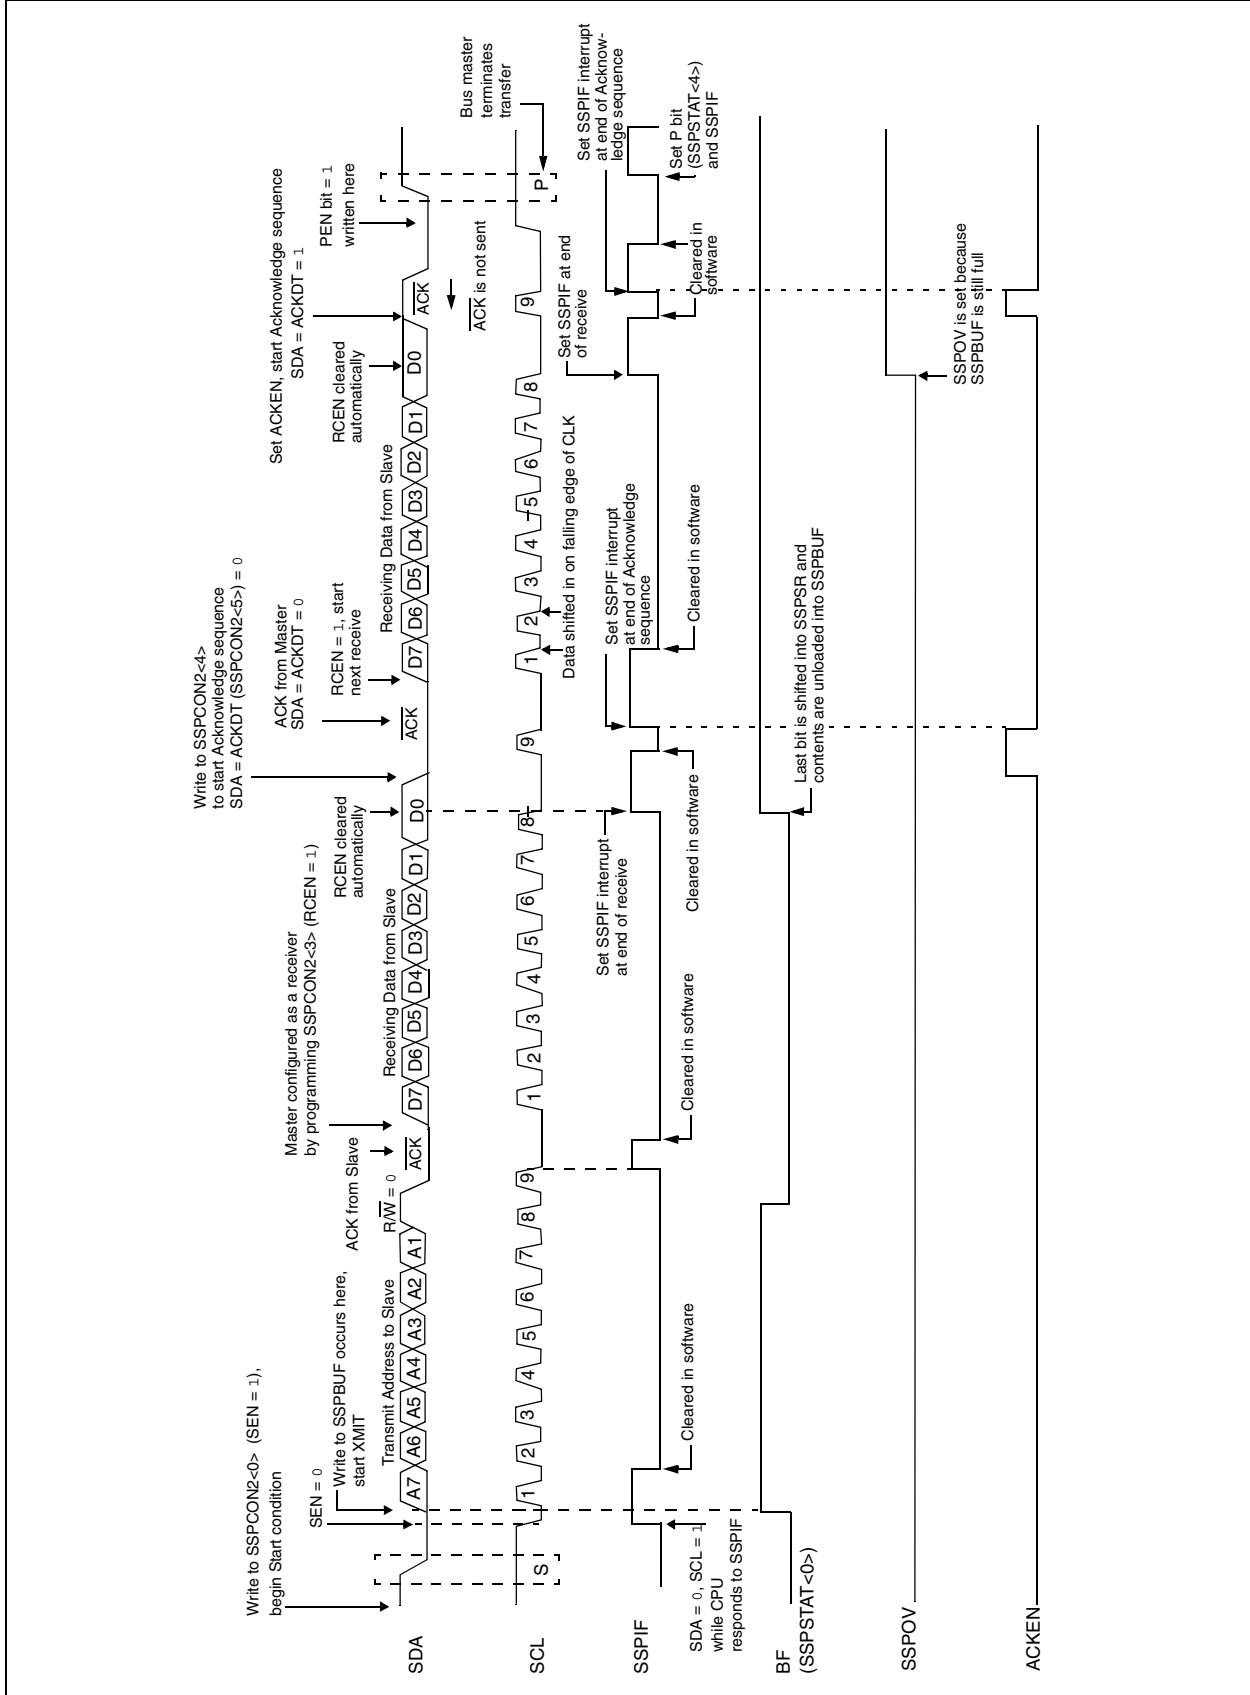 Write to SSPCON2<0> (SEN = 1),
begin Start condition
SEN = 0
Write to SSPBUF occurs here,
start XMIT
Transmit Address to Slave
R/W = 0
ACK from Slave
Master configured as a receiver
by programming SSPCON2<3> (RCEN = 1)
Receiving Data from Slave
RCEN cleared
automatically
Write to SSPCON2<4>
to start Acknowledge sequence
SDA = ACKDT (SSPCON2<5>) = 0
ACK from Master
SDA = ACKDT = 0
RCEN = 1, start
next receive
Receiving Data from Slave
RCEN cleared
automatically
Set ACKEN, start Acknowledge sequence
SDA = ACKDT = 1
PEN bit = 1
written here
SDA
A7 A6 A5 A4 A3 A2 A1
ACK
D7 D6 D5 D4 D3 D2 D1 D0
ACK
D7 D6 D5 D4 D3 D2 D1 D0
ACK
ACK is not sent
Bus master
terminates
transfer
SCL
S
1 2 3 4 5 6 7 8 9
1 2 3 4 5 6 7 8 9
1 2 3 4 5 6 7 8 9
P
Data shifted in on falling edge of CLK
Set SSPIF interrupt
at end of receive
Set SSPIF interrupt
at end of Acknowledge
sequence
Set SSPIF at end
of receive
Set SSPIF interrupt
at end of Acknow-
ledge sequence
SSPIF
SDA = 0, SCL = 1
while CPU
responds to SSPIF
Cleared in software
Cleared in software
Cleared in software
Cleared in software
Cleared in
software
Set P bit
(SSPSTAT<4>)
and SSPIF
BF
(SSPSTAT<0>)
Last bit is shifted into SSPSR and
contents are unloaded into SSPBUF
SSPOV
SSPOV is set because
SSPBUF is still full
ACKEN